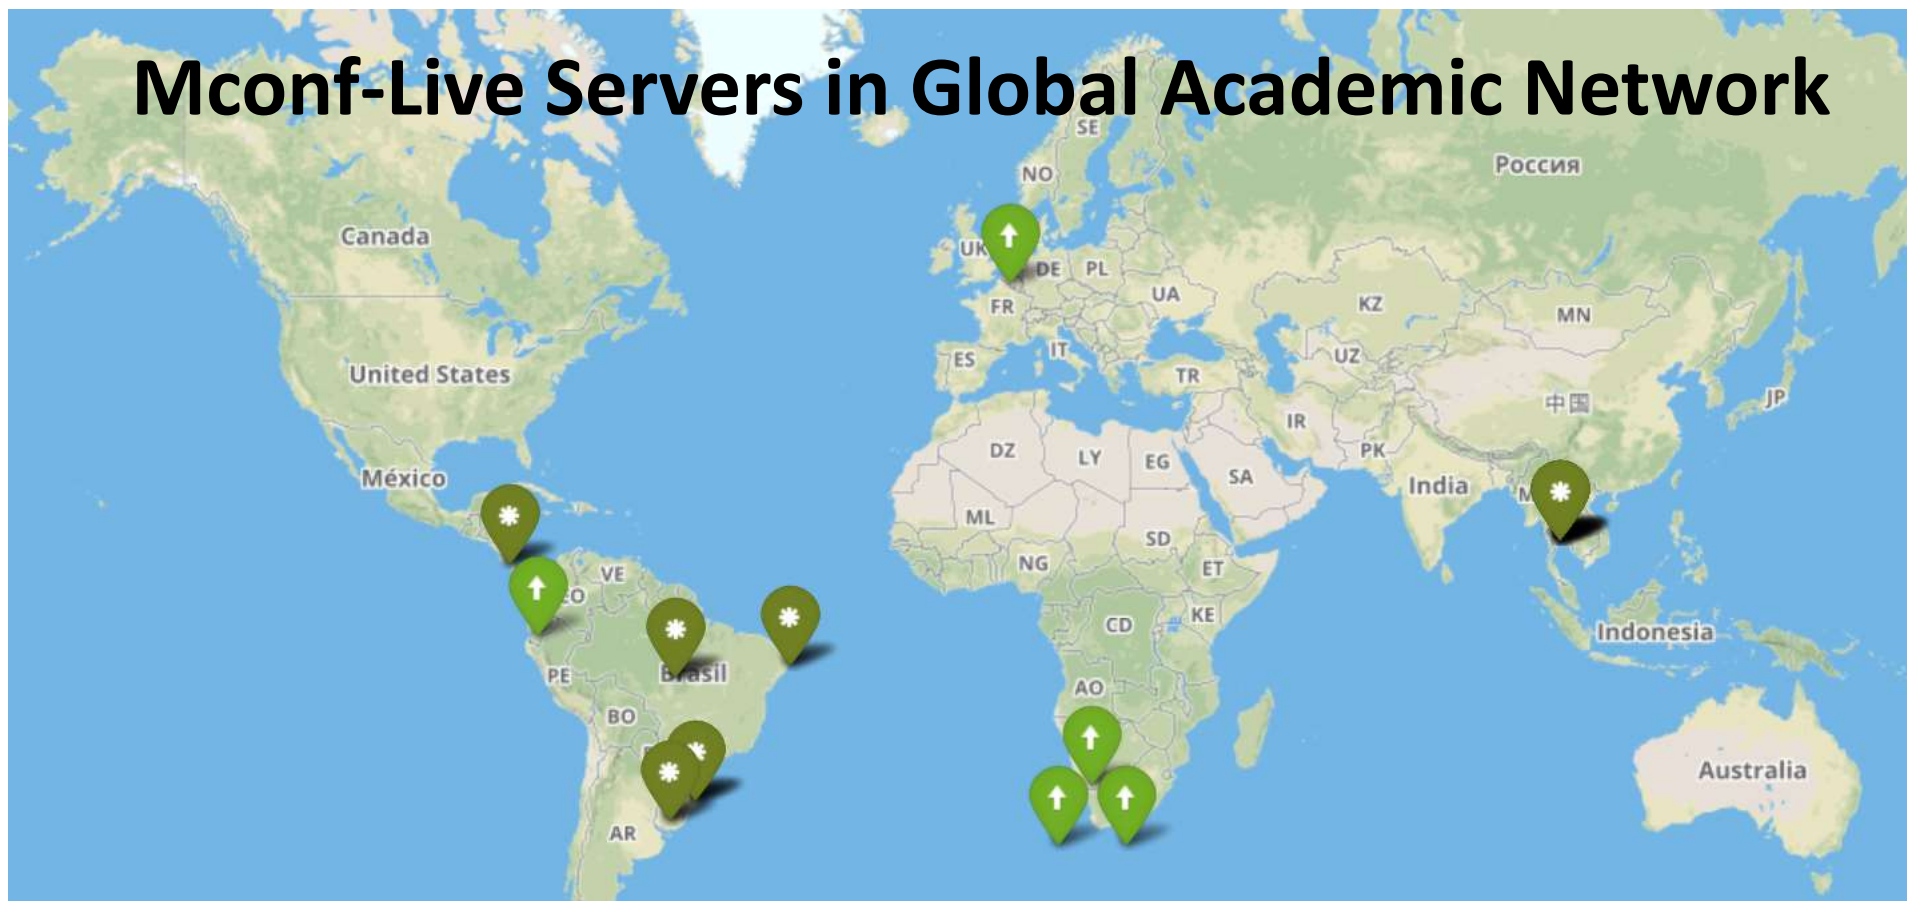 Mconf-Live Servers in Global Academic Network
SE
Россия
NO
Canada
UK
DE
PL
UA
FR
KZ
MN
IT
UZ
ES
United States
TR
JP
中国
IR
DZ
LY
EG
PK
México
SA
India
M
ML
SD
NG
ET
VE
CO
KE
CD
Indonesia
PE
Brasil
AO
BO
Australia
AR